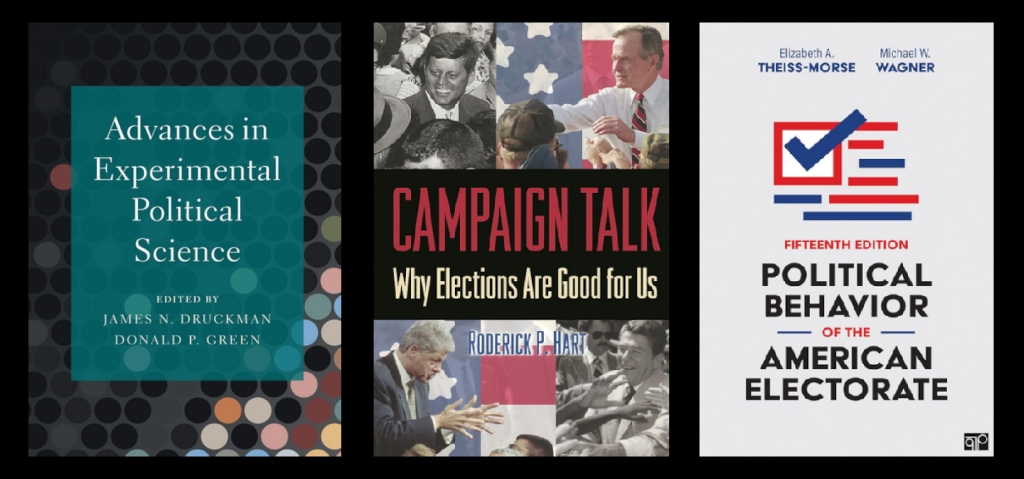 Advances in
Experimental
Political
Science
EDITED BY
JAMES N. DRUCKMAN
DONALD P. GREEN
CAMPAIGN TALK
Why Elections Are Good for Us
RODERICK P. HART
Elizabeth A.
THEISS-MORSE
Michael W.
WAGNER
FIFTEENTH EDITION
POLITICAL
BEHAVIOR
OF THE
AMERICAN
ELECTORATE